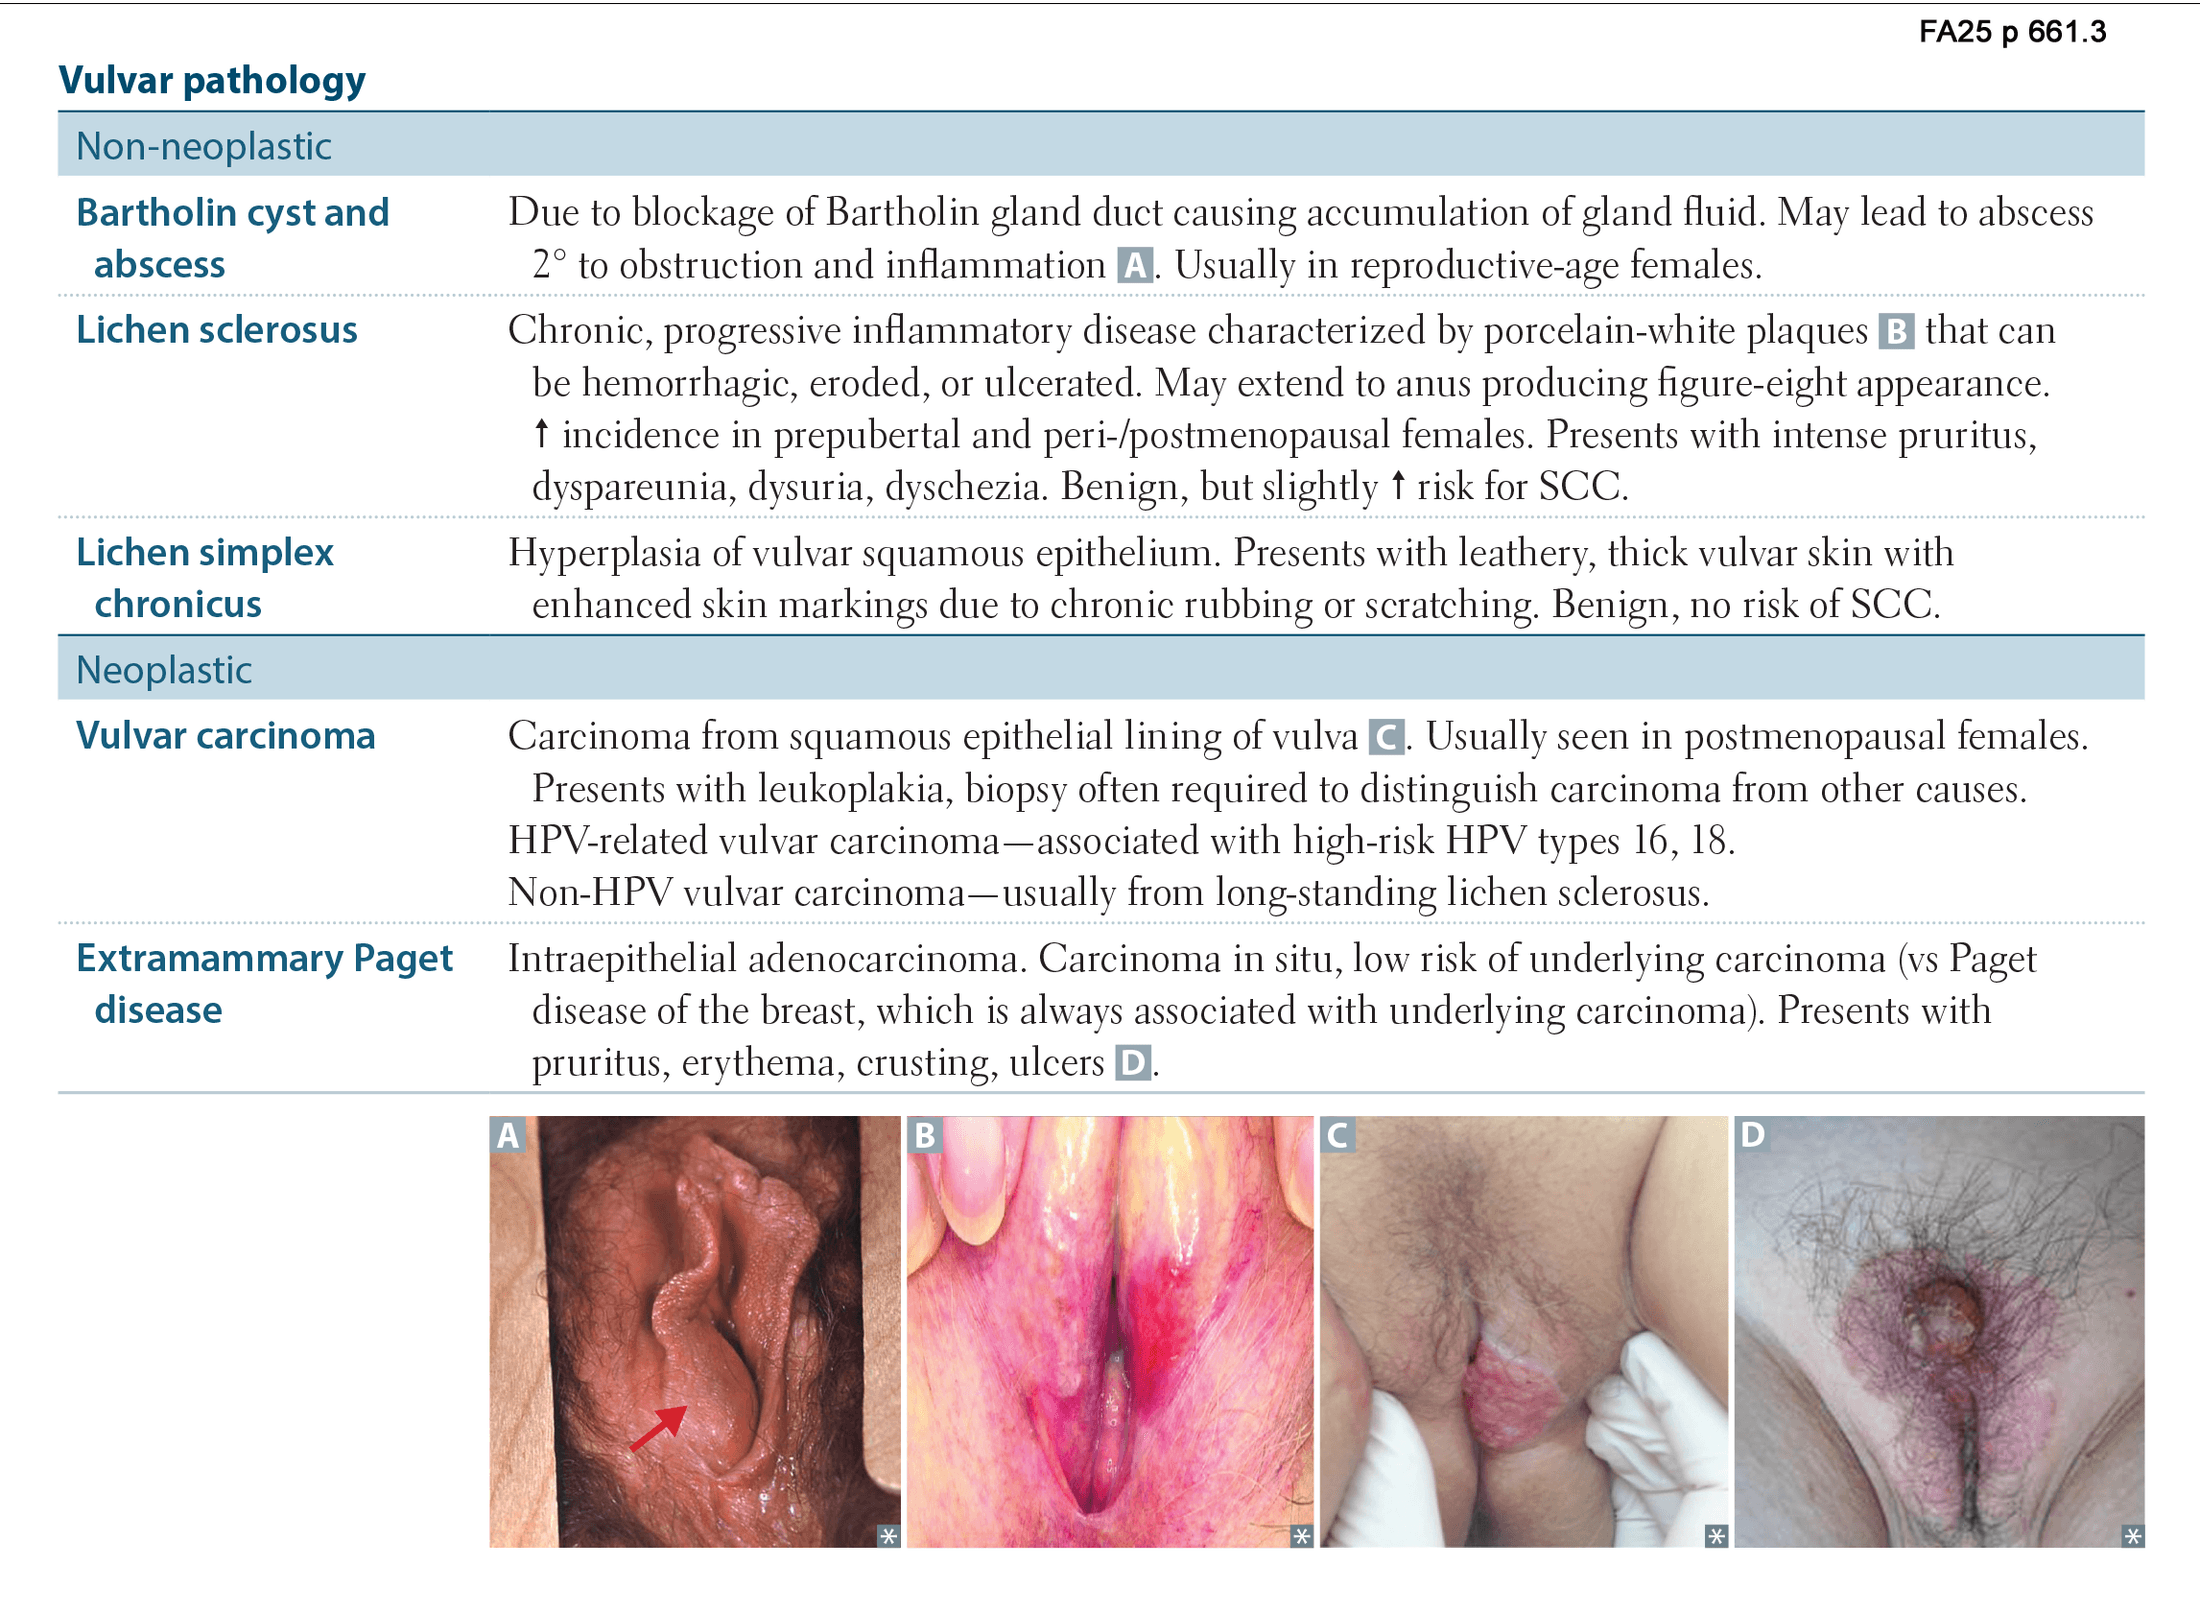 FA25 p 661.3
Vulvar pathology
Non-neoplastic
Bartholin cyst and
abscess
Due to blockage of Bartholin gland duct causing accumulation of gland fluid. May lead to abscess
2° to obstruction and inflammation A. Usually in reproductive-age females.
Lichen sclerosus
Chronic, progressive inflammatory disease characterized by porcelain-white plaques B that can
be hemorrhagic, eroded, or ulcerated. May extend to anus producing figure-eight appearance.
↑ incidence in prepubertal and peri-/postmenopausal females. Presents with intense pruritus,
dyspareunia, dysuria, dyschezia. Benign, but slightly ↑ risk for SCC.
Lichen simplex
chronicus
Hyperplasia of vulvar squamous epithelium. Presents with leathery, thick vulvar skin with
enhanced skin markings due to chronic rubbing or scratching. Benign, no risk of SCC.
Neoplastic
Vulvar carcinoma
Carcinoma from squamous epithelial lining of vulva C. Usually seen in postmenopausal females.
Presents with leukoplakia, biopsy often required to distinguish carcinoma from other causes.
HPV-related vulvar carcinoma—associated with high-risk HPV types 16, 18.
Non-HPV vulvar carcinoma—usually from long-standing lichen sclerosus.
Extramammary Paget
disease
Intraepithelial adenocarcinoma. Carcinoma in situ, low risk of underlying carcinoma (vs Paget
disease of the breast, which is always associated with underlying carcinoma). Presents with
pruritus, erythema, crusting, ulcers D.
A
B
C
D